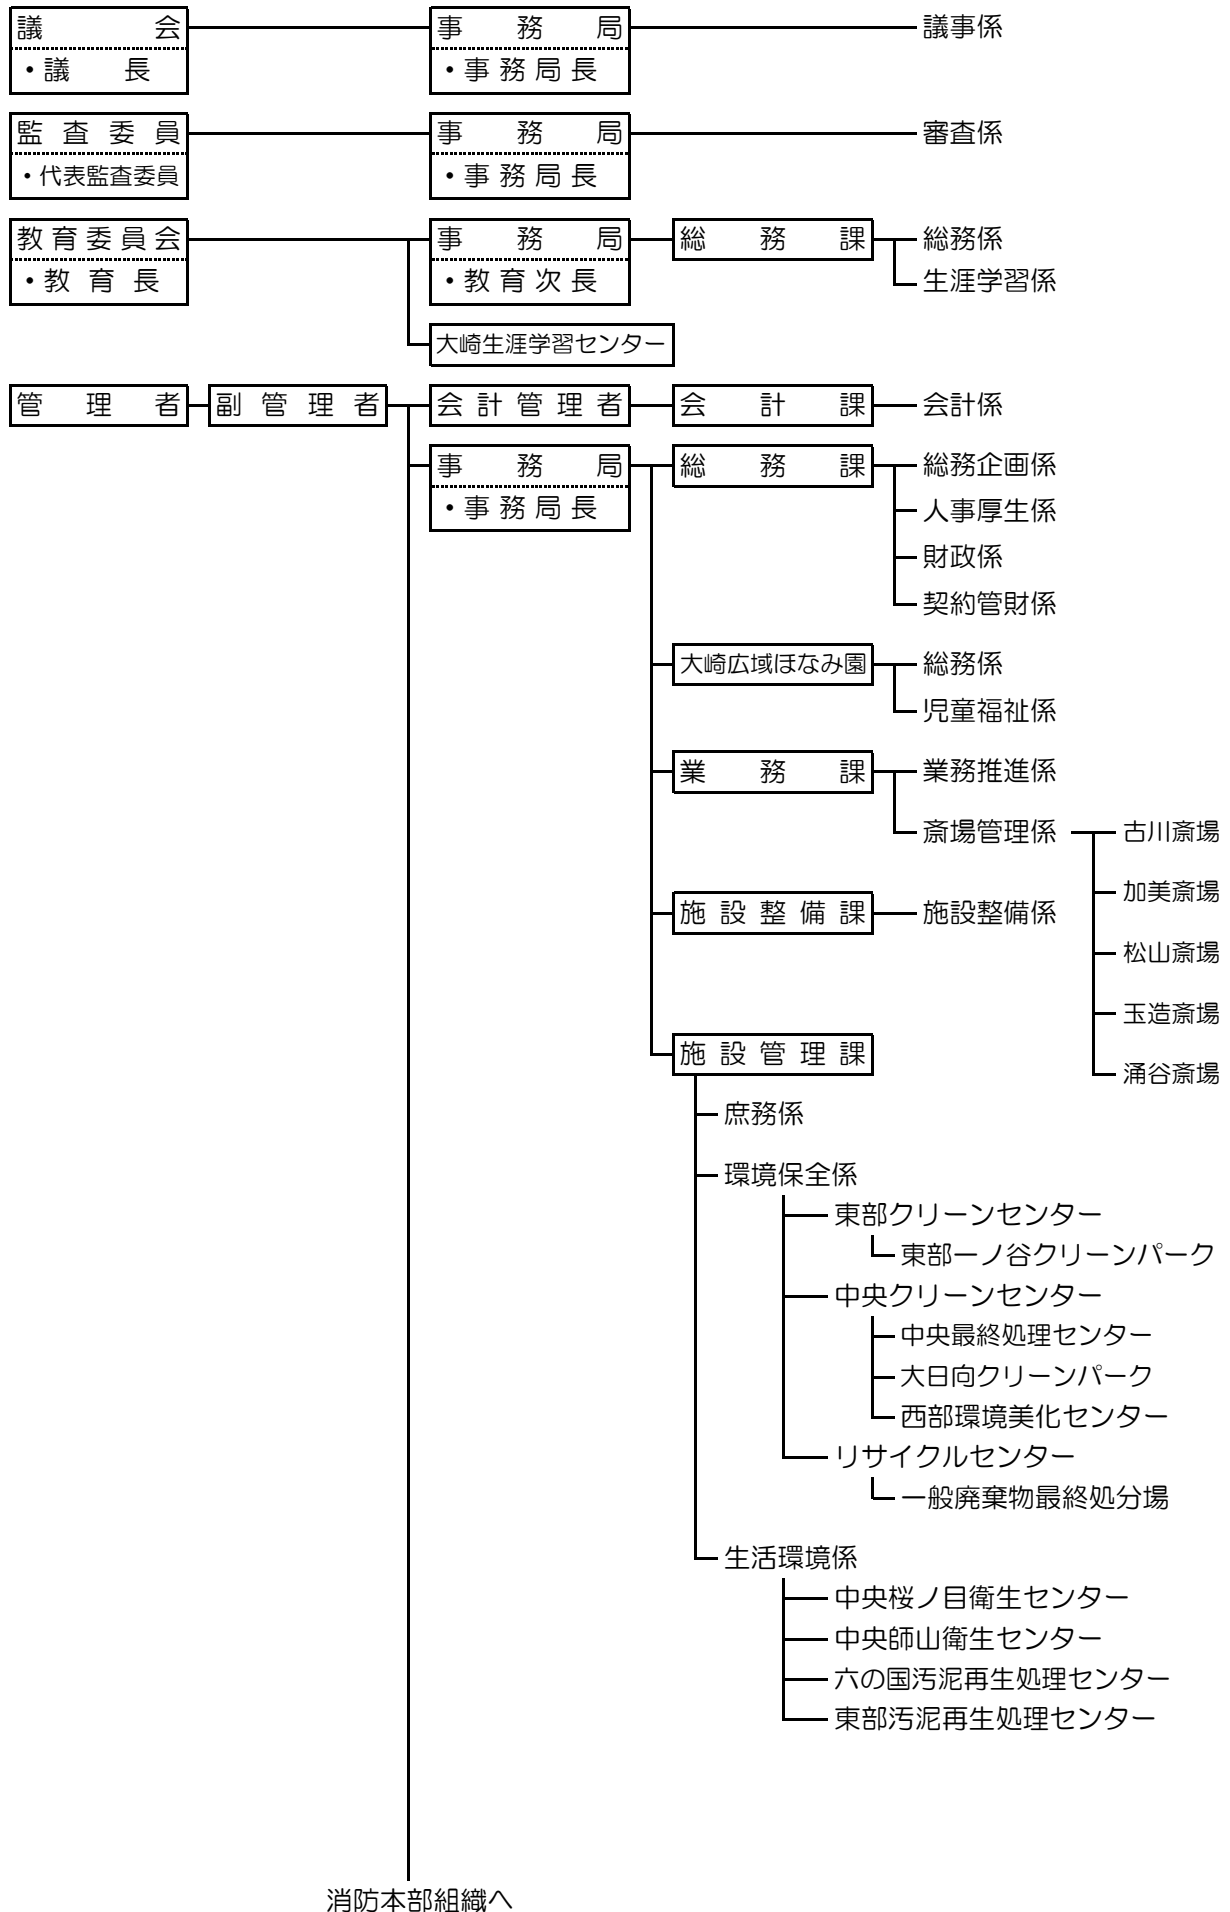 議会 事務局 議事係
・議長 ・事務局長
監査委員 事務局 審査係
・代表監査委員 ・事務局長
教育委員会 事務局 総務課 総務係
・教育長 ・教育次長 生涯学習係
大崎生涯学習センター
管理者 副管理者 会計管理者 会計課 会計係
事務局 総務課 総務企画係
・事務局長 人事厚生係
財政係
契約管財係
大崎広域ほなみ園 総務係
児童福祉係
業務課 業務推進係
斎場管理係 古川斎場
加美斎場
施設整備課 施設整備係
松山斎場
玉造斎場
施設管理課
涌谷斎場
庶務係
環境保全係
東部クリーンセンター
東部一ノ谷クリーンパーク
中央クリーンセンター
中央最終処理センター
大日向クリーンパーク
西部環境美化センター
リサイクルセンター
一般廃棄物最終処分場
生活環境係
中央桜ノ目衛生センター
中央師山衛生センター
六の国汚泥再生処理センター
東部汚泥再生処理センター
消防本部組織へ